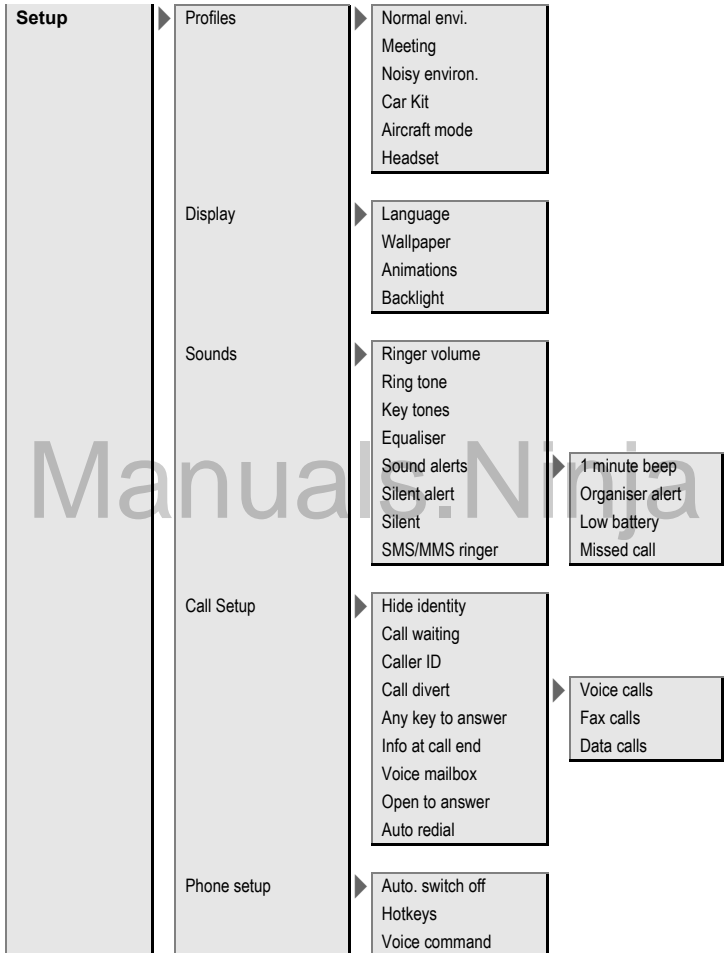 Setup
Profiles
Normal envi.
Meeting
Noisy environ.
Car Kit
Aircraft mode
Headset
Display
Language
Wallpaper
Animations
Backlight
Sounds
Ringer volume
Ring tone
Key tones
Equaliser
Sound alerts
1 minute beep
Organiser alert
Low battery
Missed call
Silent alert
Silent
SMS/MMS ringer
Call Setup
Hide identity
Call waiting
Caller ID
Call divert
Voice calls
Fax calls
Data calls
Any key to answer
Info at call end
Voice mailbox
Open to answer
Auto redial
Phone setup
Auto. switch off
Hotkeys
Voice command
Manuals.Ninja